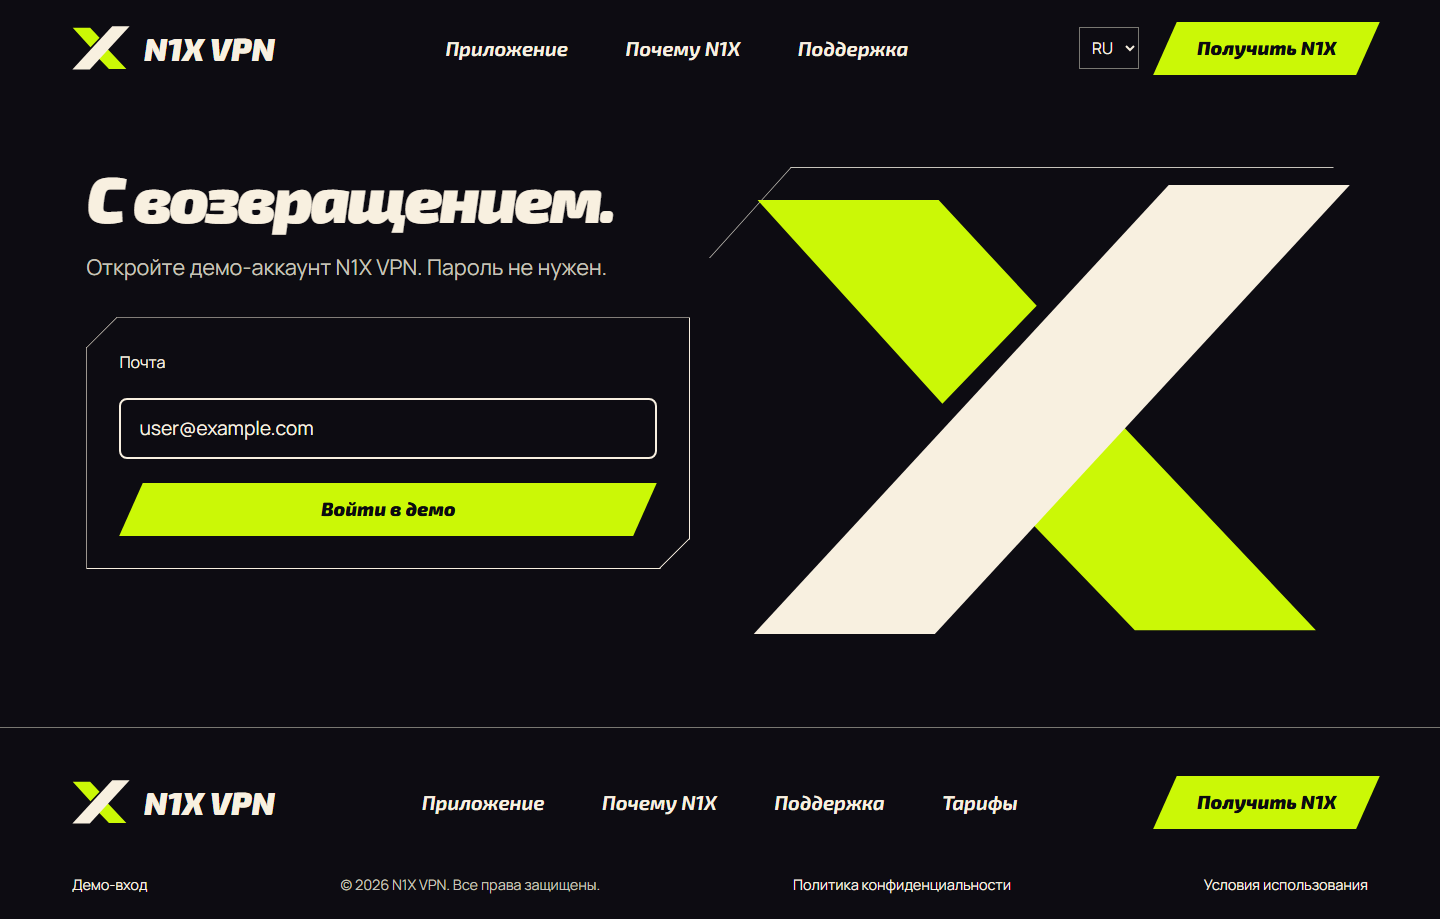 N1X VPN
Приложение
Почему N1X
Поддержка
RU
Получить N1X
С возвращением.
Откройте демо-аккаунт N1X VPN. Пароль не нужен.
Почта
user@example.com
Войти в демо
N1X VPN
Приложение
Почему N1X
Поддержка
Тарифы
Получить N1X
Демо-вход
© 2026 N1X VPN. Все права защищены.
Политика конфиденциальности
Условия использования